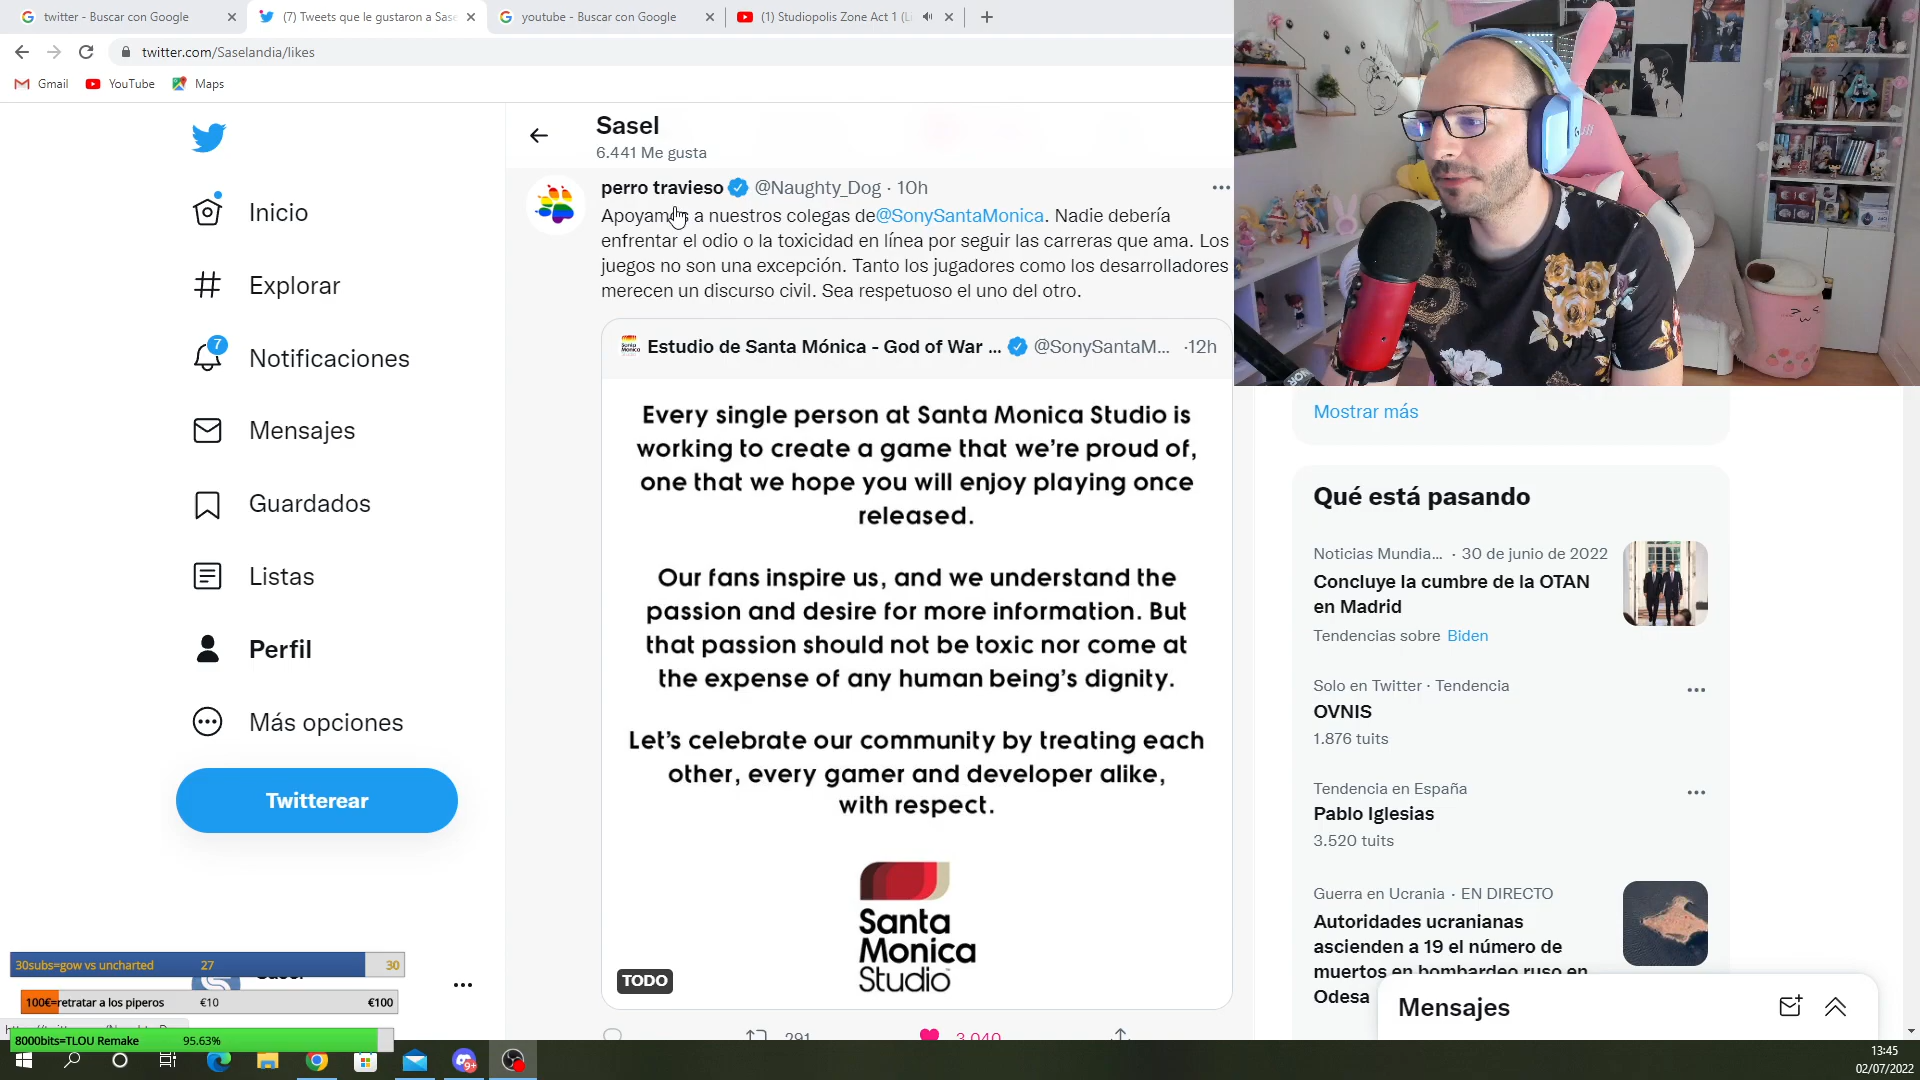 twitter - Buscar con Google
(7) Tweets que le gustaron a Sase
youtube - Buscar con Google
(1) Studiopolis Zone Act 1 (L
twitter.com/Saselandia/likes
Gmail
YouTube
Maps
Inicio
Explorar
7
Notificaciones
Mensajes
Guardados
Listas
Perfil
Más opciones
Twitterear
Sasel
6.441 Me gusta
perro travieso @Naughty_Dog · 10h
Apoyamos a nuestros colegas de@SonySantaMonica. Nadie debería
enfrentar el odio o la toxicidad en línea por seguir las carreras que ama. Los
juegos no son una excepción. Tanto los jugadores como los desarrolladores
merecen un discurso civil. Sea respetuoso el uno del otro.
Santa Monica Studio
Estudio de Santa Mónica - God of War ... @SonySantaM... ·12h
Every single person at Santa Monica Studio is
working to create a game that we're proud of,
one that we hope you will enjoy playing once
released.
Our fans inspire us, and we understand the
passion and desire for more information. But
that passion should not be toxic nor come at
the expense of any human being's dignity.
Let's celebrate our community by treating each
other, every gamer and developer alike,
with respect.
Santa
Monica
Studio
TODO
291
3.040
Mostrar más
Qué está pasando
Noticias Mundia... · 30 de junio de 2022
Concluye la cumbre de la OTAN
en Madrid
Tendencias sobre Biden
Solo en Twitter · Tendencia
OVNIS
1.876 tuits
Tendencia en España
Pablo Iglesias
3.520 tuits
Guerra en Ucrania · EN DIRECTO
Autoridades ucranianas
ascienden a 19 el número de
muertos en bombardeo ruso en
Odesa
Mensajes
30subs=gow vs uncharted 27 30
Sasel
100€=retratar a los piperos €10 €100
8000bits=TLOU Remake 95.63%
9+
13:45
02/07/2022